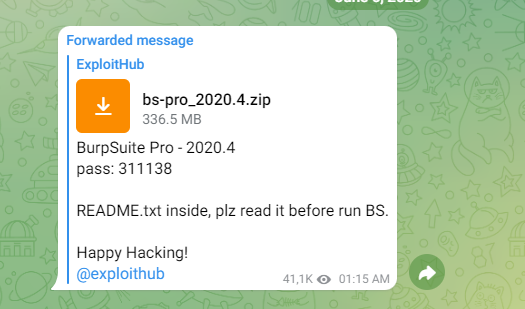 Forwarded message
ExploitHub
bs-pro_2020.4.zip
336.5 MB
BurpSuite Pro - 2020.4
pass: 311138
README.txt inside, plz read it before run BS.
Happy Hacking!
@exploithub
41,1K 01:15 AM